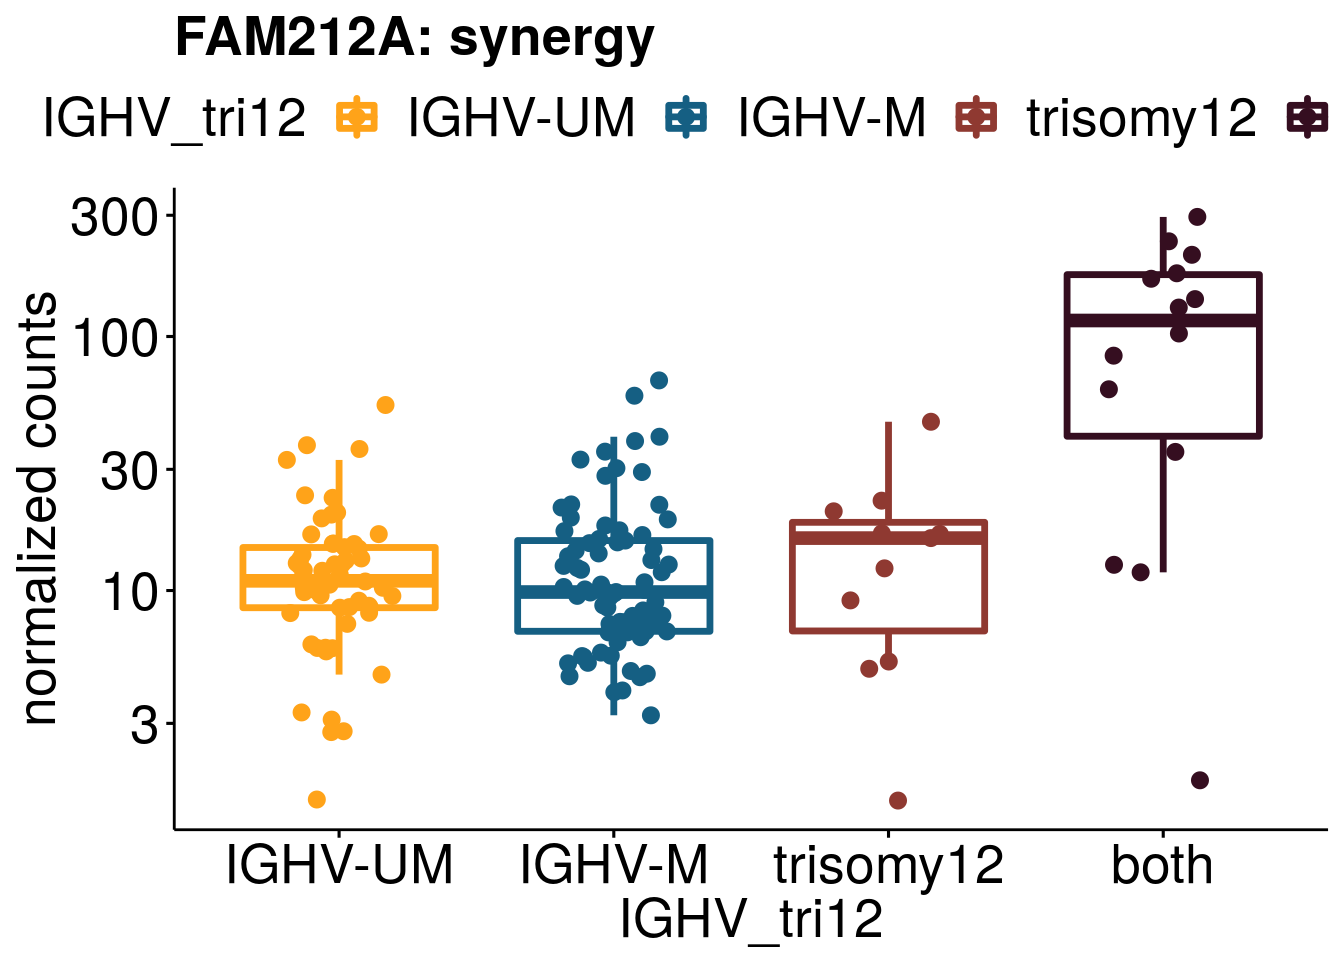 FAM212A: synergy
IGHV_tri12 IGHV-UM IGHV-M trisomy12
normalized counts
300
100
30
10
3
IGHV-UM IGHV-M trisomy12 both
IGHV_tri12